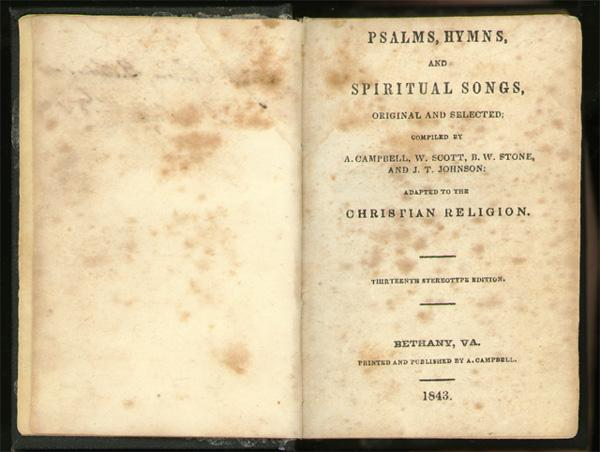 PSALMS, HYMNS,
AND
SPIRITUAL SONGS,
ORIGINAL AND SELECTED;
COMPILED BY
A. CAMPBELL, W. SCOTT, B. W. STONE,
AND J. T. JOHNSON:
ADAPTED TO THE
CHRISTIAN RELIGION.
THIRTEENTH STEREOTYPE EDITION.
BETHANY, VA.
PRINTED AND PUBLISHED BY A. CAMPBELL.
1843.